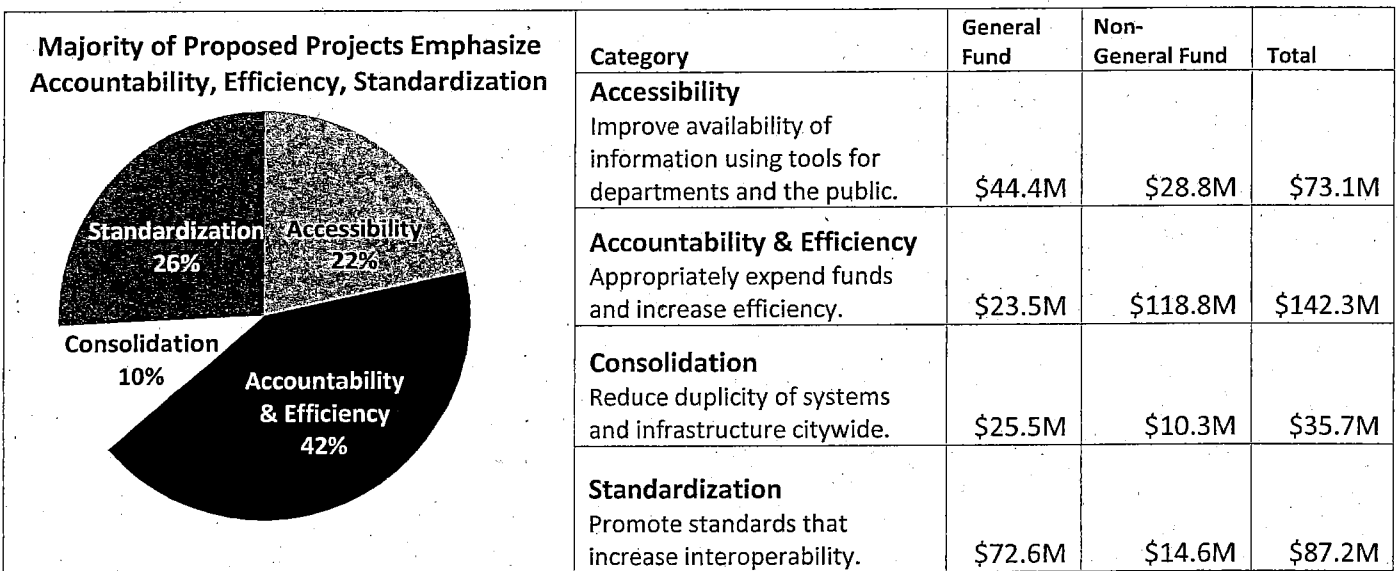 Majority of Proposed Projects Emphasize
Accountability, Efficiency, Standardization
Standardization
26%
Accessibility
22%
Consolidation
10%
Accountability
& Efficiency
42%
Category
General
Fund
Non-
General Fund
Total
Accessibility
Improve availability of
information using tools for
departments and the public.
$44.4M
$28.8M
$73.1M
Accountability & Efficiency
Appropriately expend funds
and increase efficiency.
$23.5M
$118.8M
$142.3M
Consolidation
Reduce duplicity of systems
and infrastructure citywide.
$25.5M
$10.3M
$35.7M
Standardization
Promote standards that
increase interoperability.
$72.6M
$14.6M
$87.2M